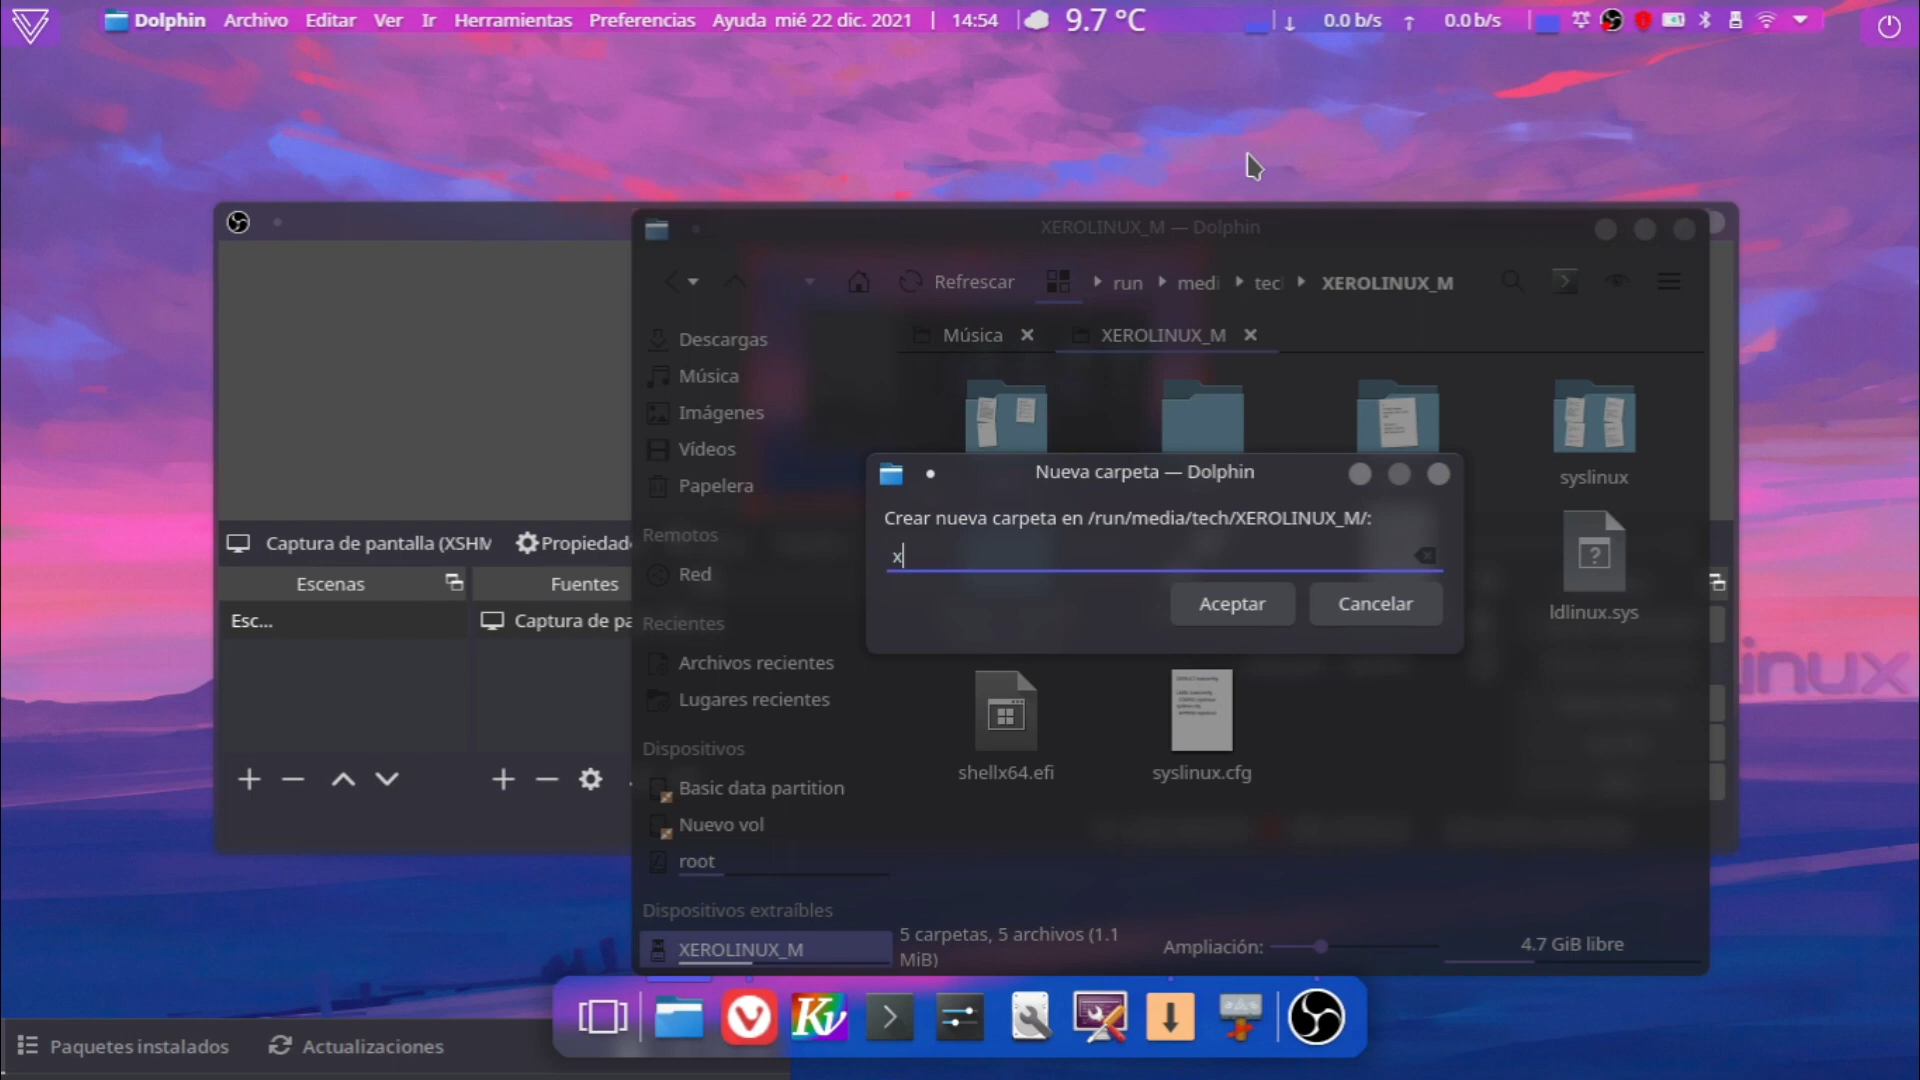 Dolphin Archivo Editar Ver Ir Herramientas Preferencias Ayuda mié 22 dic. 2021 | 14:54 | 9.7 °C | ↓ 0.0 b/s ↑ 0.0 b/s
XEROLINUX_M — Dolphin
Refrescar
run
medi
tec
XEROLINUX_M
Música
XEROLINUX_M
Descargas
Música
Imágenes
Vídeos
Papelera
Remotos
Red
Recientes
Archivos recientes
Lugares recientes
Dispositivos
Basic data partition
Nuevo vol
root
Dispositivos extraíbles
XEROLINUX_M
syslinux
ldlinux.sys
shellx64.efi
syslinux.cfg
Nueva carpeta — Dolphin
Crear nueva carpeta en /run/media/tech/XEROLINUX_M/:
x
Aceptar
Cancelar
5 carpetas, 5 archivos (1.1
MiB)
Ampliación:
4.7 GiB libre
Captura de pantalla (XSHM
Propiedad
Escenas
Fuentes
Esc...
Captura de pa
inux
Kv
Paquetes instalados
Actualizaciones